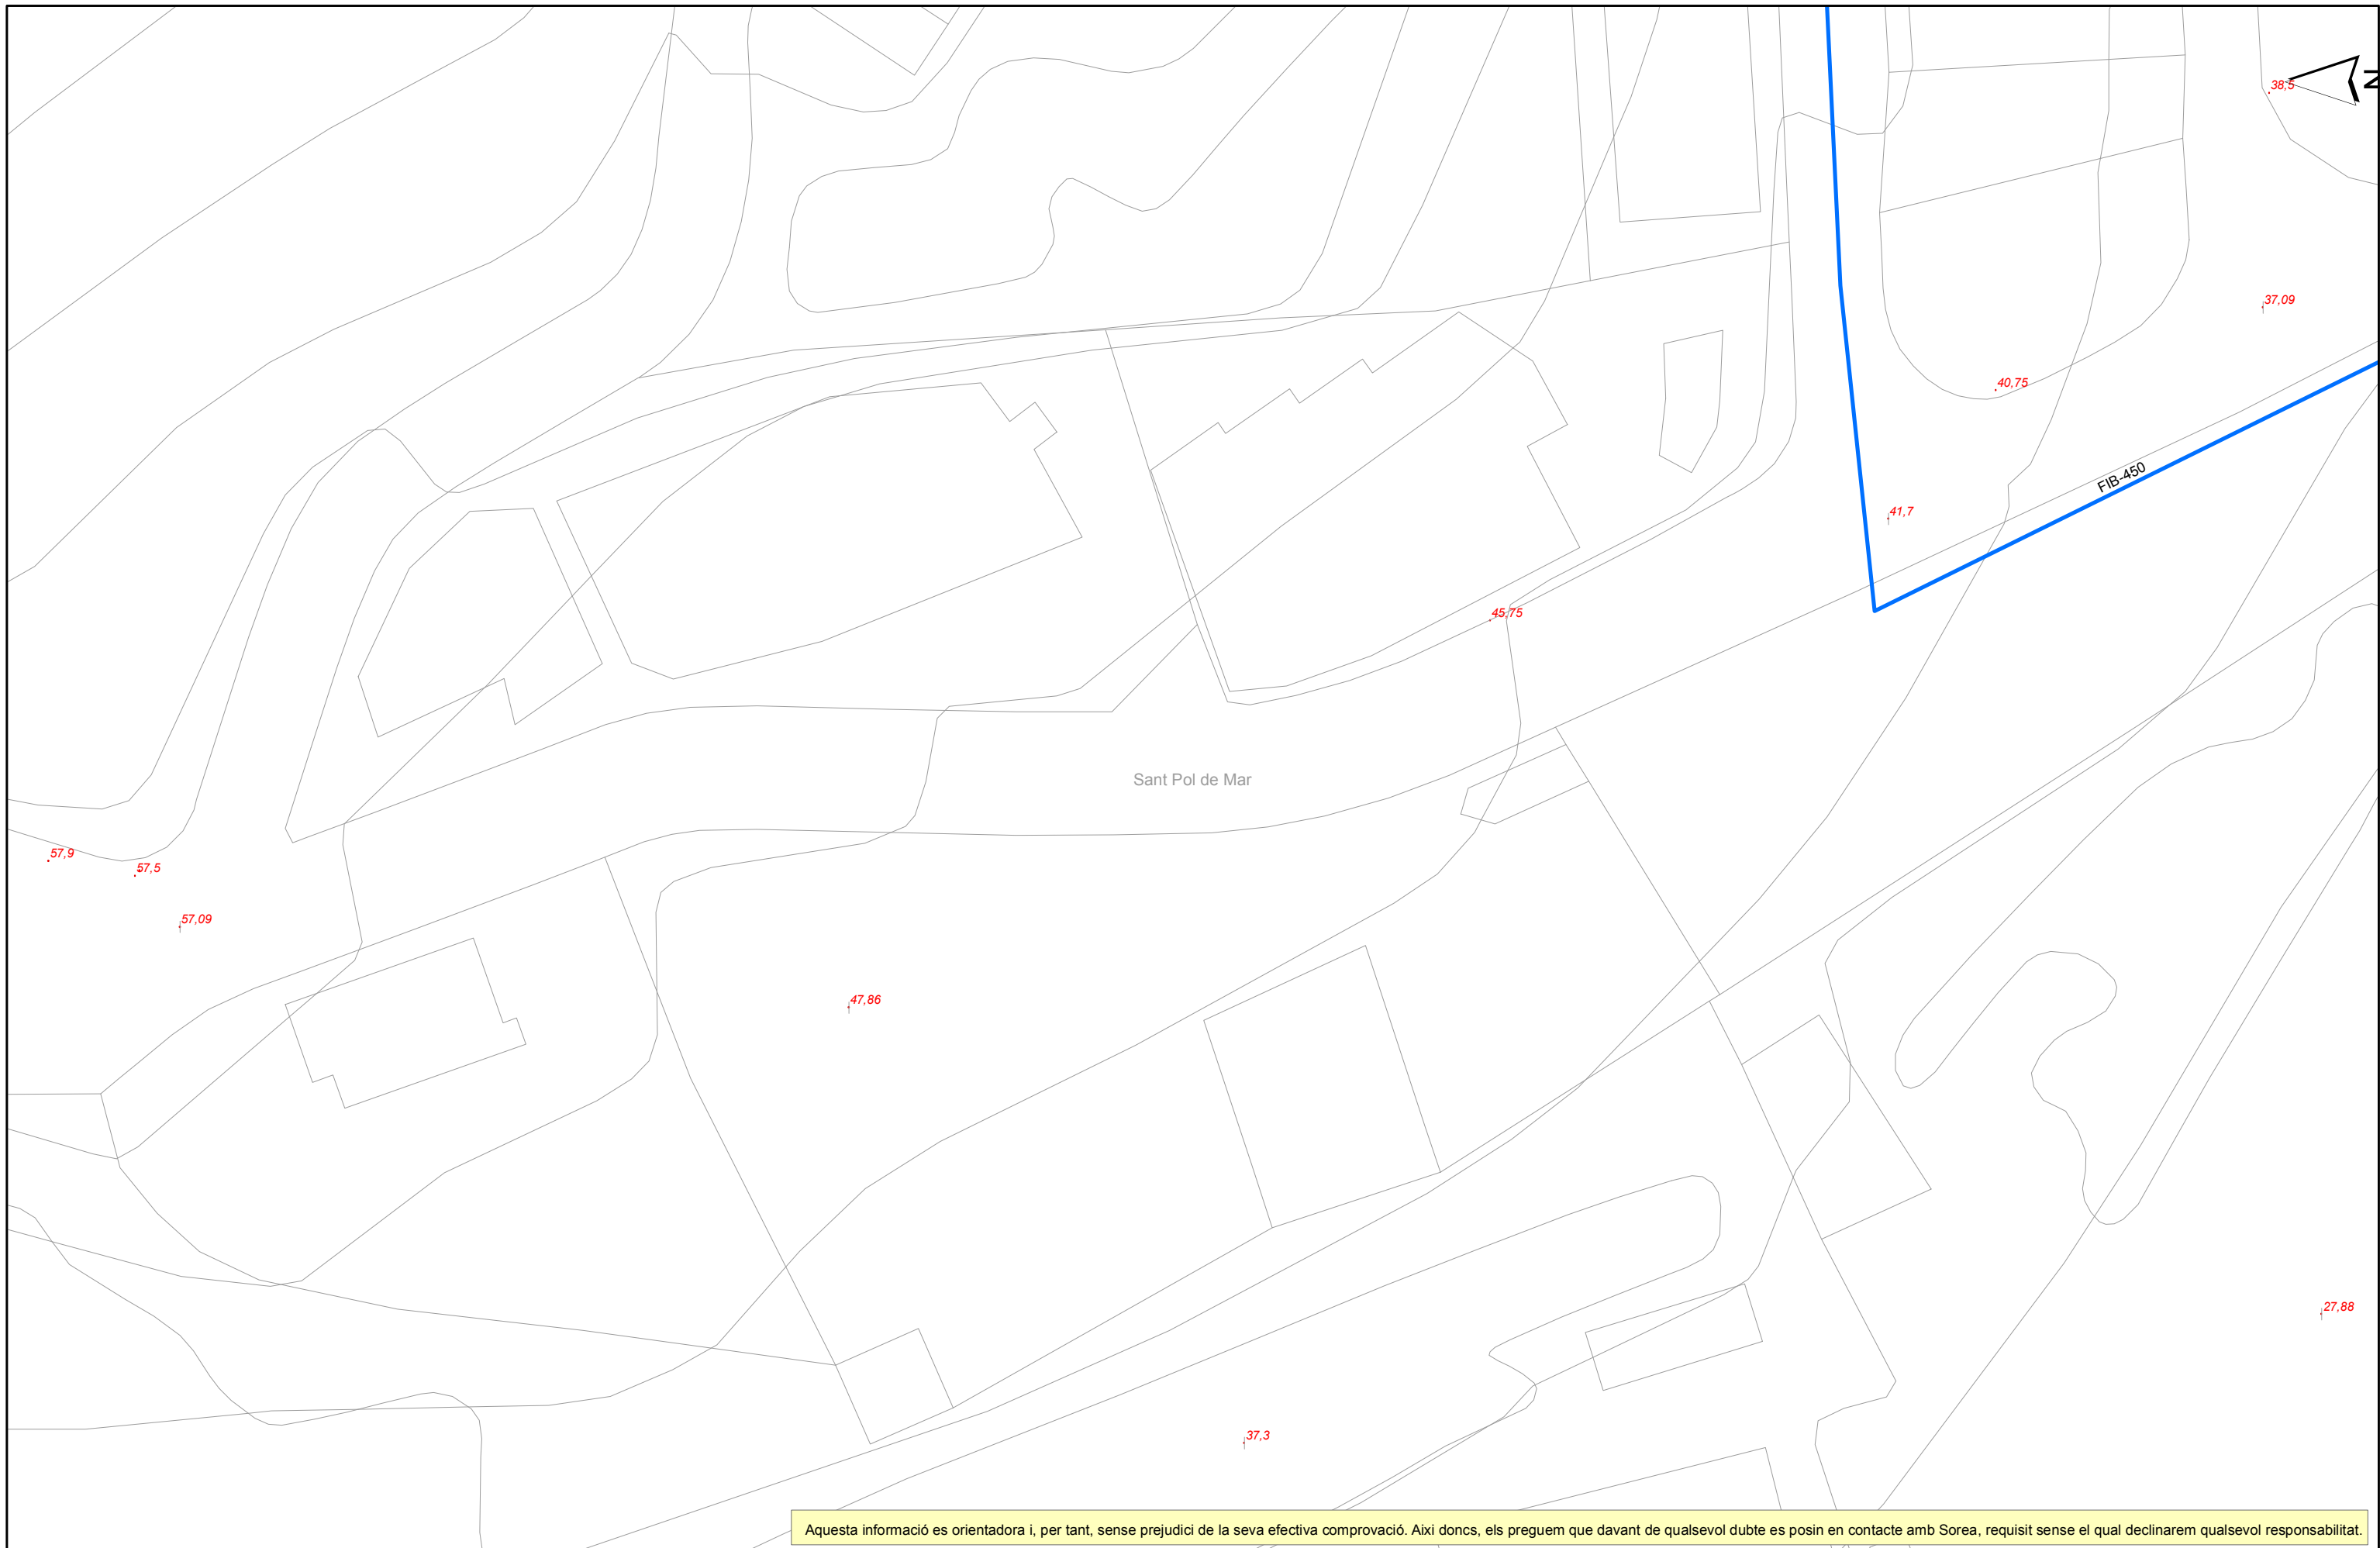 38,5
N
37,09
40,75
FIB-450
41,7
45,75
Sant Pol de Mar
57,9
57,5
57,09
47,86
27,88
37,3
Aquesta informació es orientadora i, per tant, sense prejudici de la seva efectiva comprovació. Aixi doncs, els preguem que davant de qualsevol dubte es posin en contacte amb Sorea, requisit sense el qual declinarem qualsevol responsabilitat.